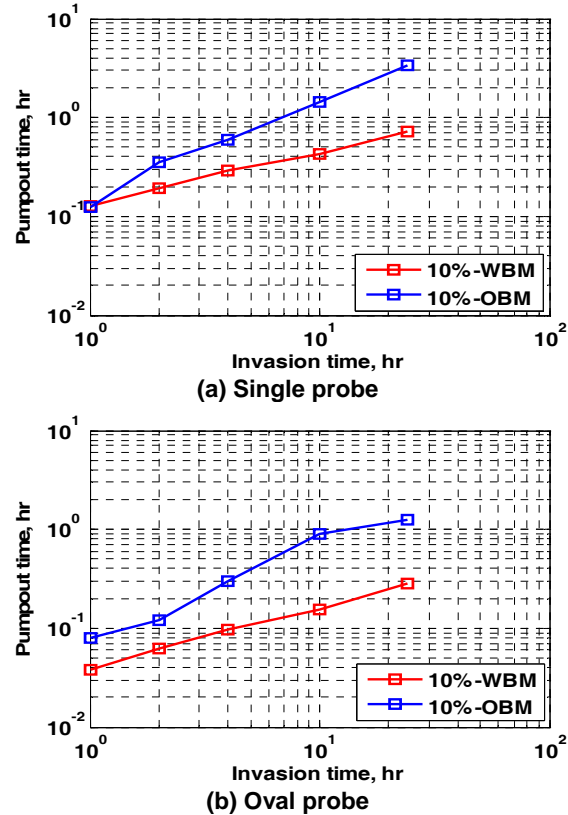 10^1
10^0
10^-1
10^-2
Pumpout time, hr
10%-WBM
10%-OBM
10^0 10^1 10^2
Invasion time, hr
(a) Single probe
10^1
10^0
10^-1
10^-2
Pumpout time, hr
10%-WBM
10%-OBM
10^0 10^1 10^2
Invasion time, hr
(b) Oval probe